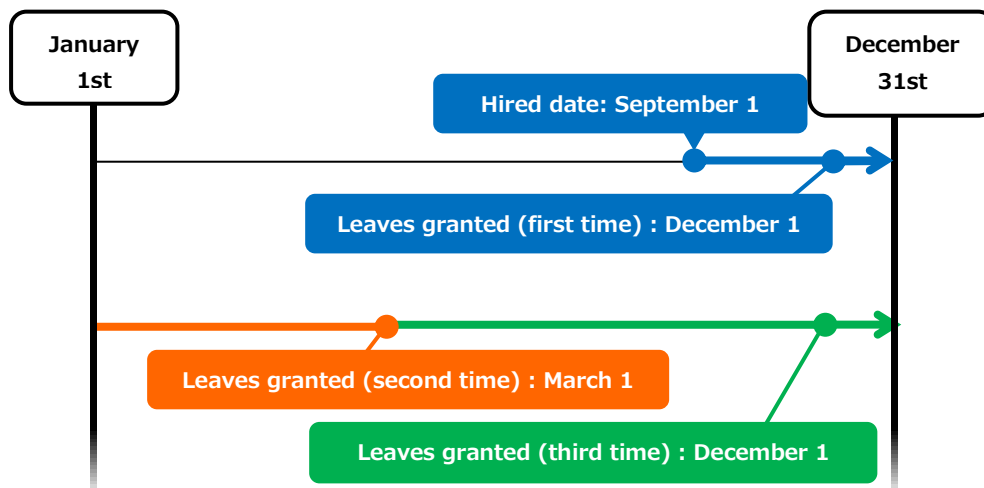 January
1st
December
31st
Hired date: September 1
Leaves granted (first time) : December 1
Leaves granted (second time) : March 1
Leaves granted (third time) : December 1